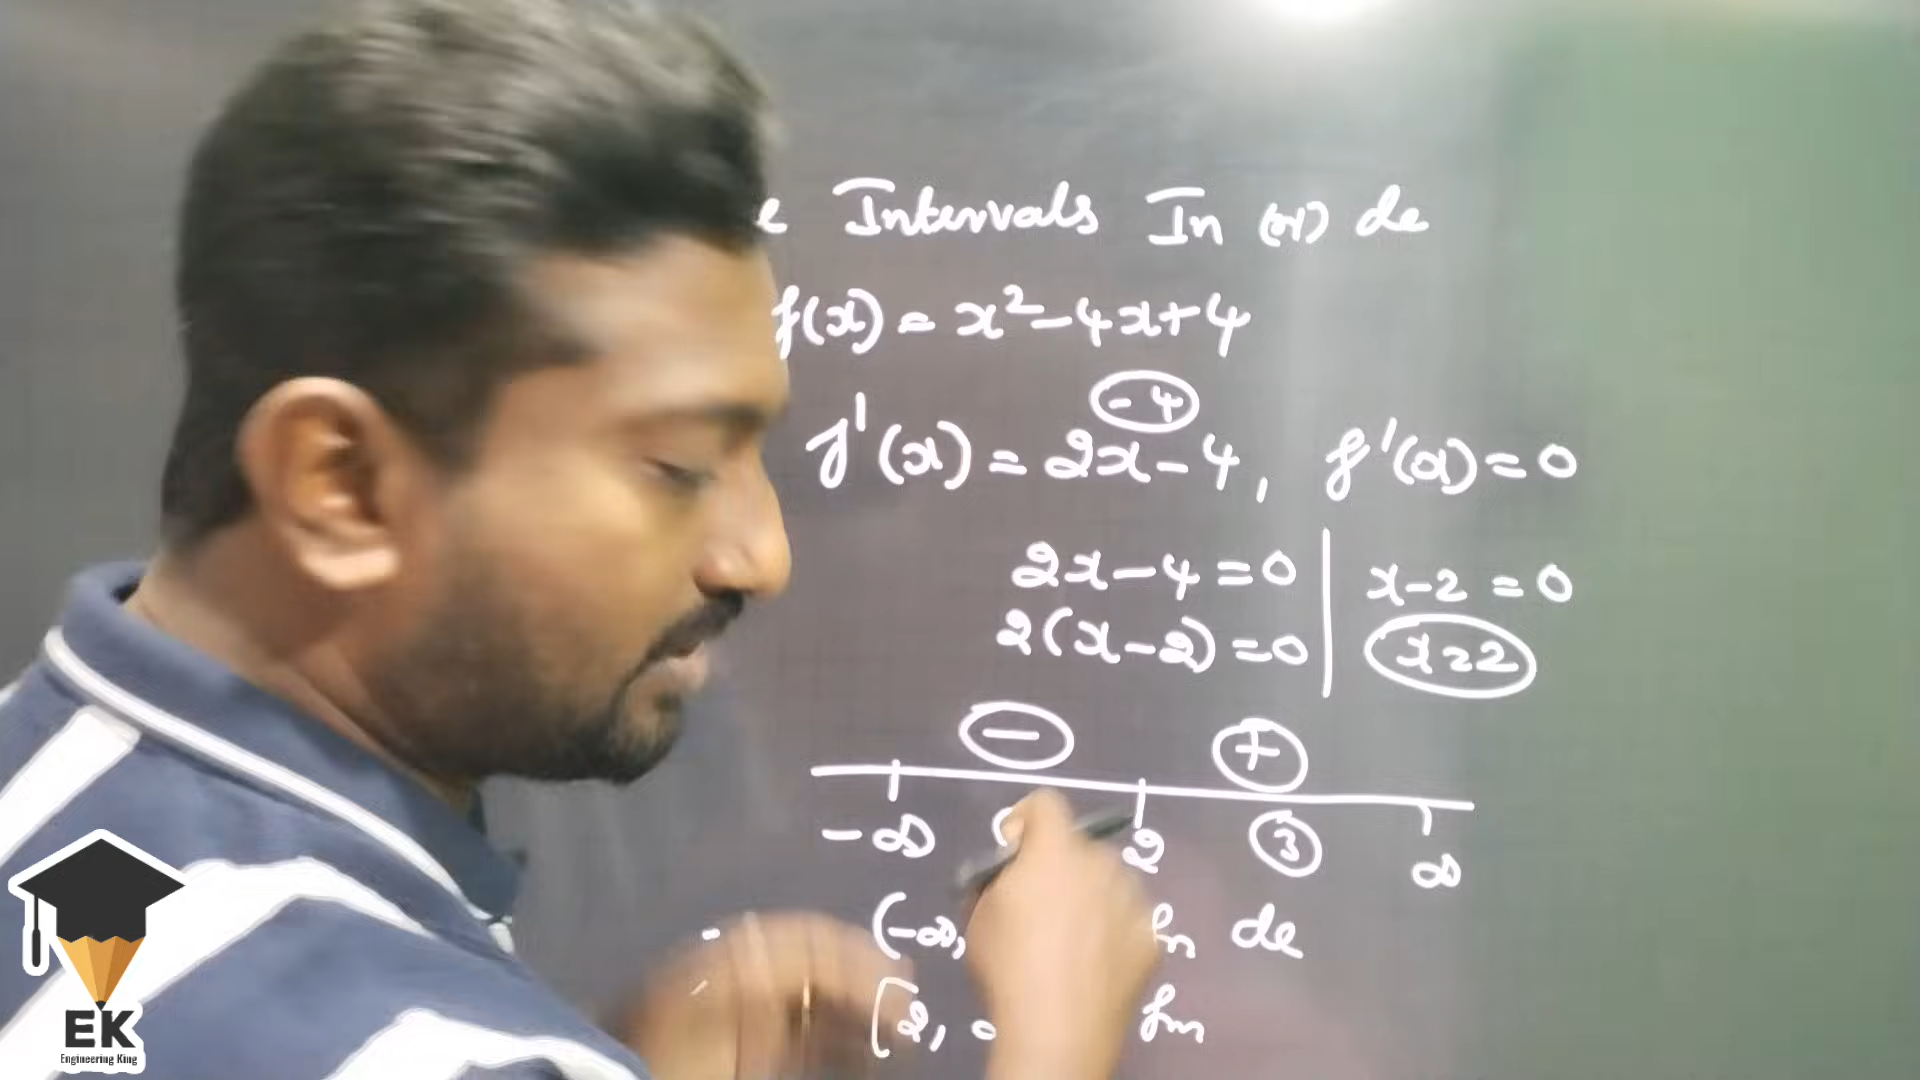 Intervals In (or) de
f(x) = x²-4x+4
-4
f'(x) = 2x-4, f'(x)=0
2x-4=0 x-2=0
2(x-2)=0 x=2
- +
-∞ 2 3 ∞
(-∞, fn de
[2, fn
EK
Engineering King